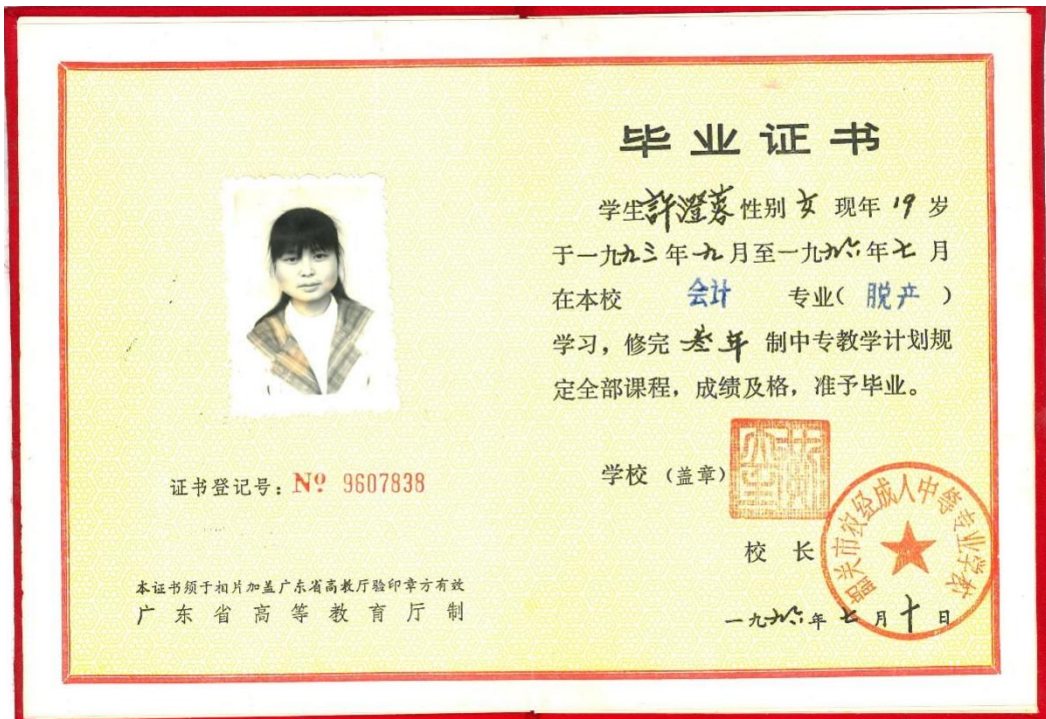 毕业证书
学生許澄蓉性别女现年19岁
于一九九三年九月至一九九六年七月
在本校 会计 专业( 脱产 )
学习，修完 叁年 制中专教学计划规
定全部课程，成绩及格，准予毕业。
学校（盖章）
校 长
韶关市农经成人中等专业学校
一九九六年七月十日
证书登记号：Nº 9607838
本证书须于相片加盖广东省高教厅验印章方有效
广东省高等教育厅制